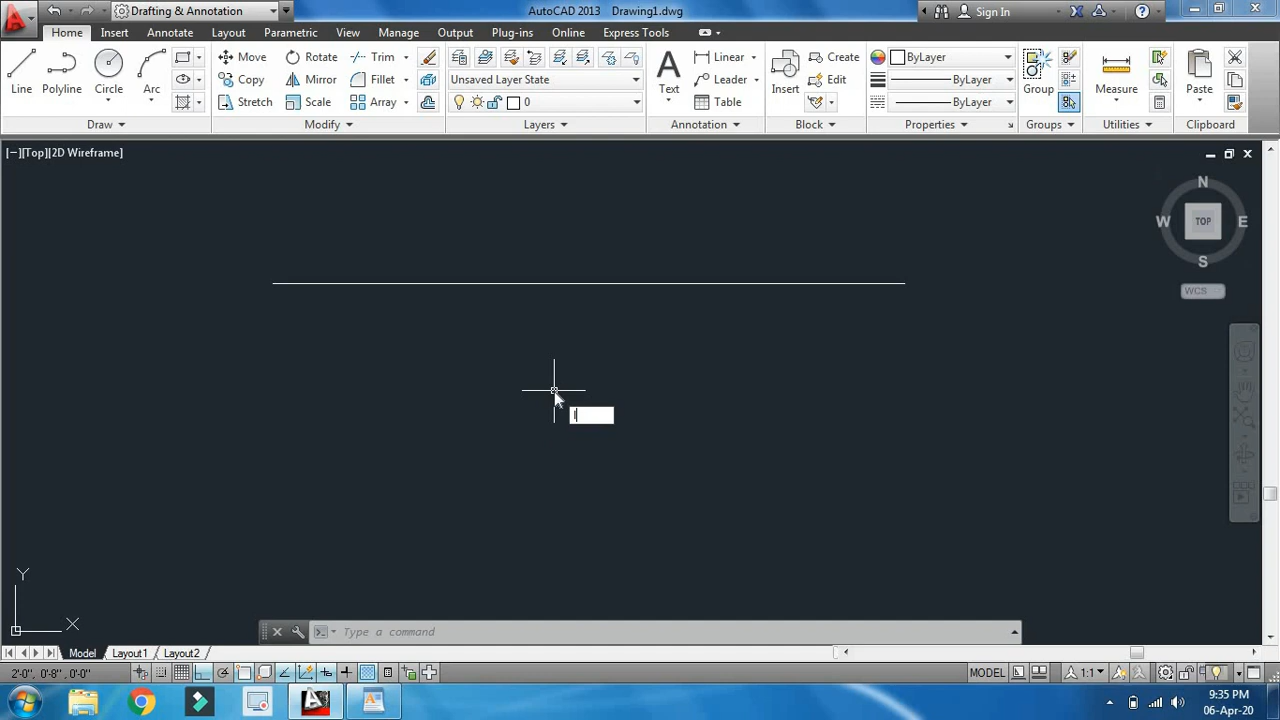 Drafting & Annotation
AutoCAD 2013 Drawing1.dwg
Sign In
Home Insert Annotate Layout Parametric View Manage Output Plug-ins Online Express Tools
Line
Polyline
Circle
Arc
Draw
Move Rotate Trim
Copy Mirror Fillet
Stretch Scale Array
Modify
Unsaved Layer State
0
Layers
Text
Linear
Leader
Table
Annotation
Insert
Create
Edit
Block
ByLayer
ByLayer
ByLayer
Properties
Group
Groups
Measure
Utilities
Paste
Clipboard
[−][Top][2D Wireframe]
N
W TOP E
S
WCS
l
Y
X
Type a command
Model Layout1 Layout2
2'-0", 0'-8", 0'-0"
MODEL
1:1
9:35 PM
06-Apr-20